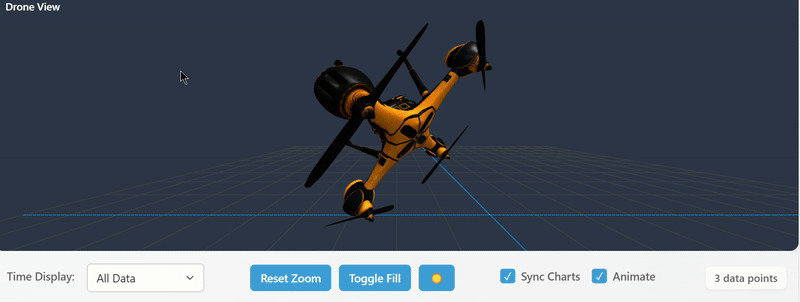 Drone View
Time Display:
All Data
Reset Zoom
Toggle Fill
Sync Charts
Animate
3 data points